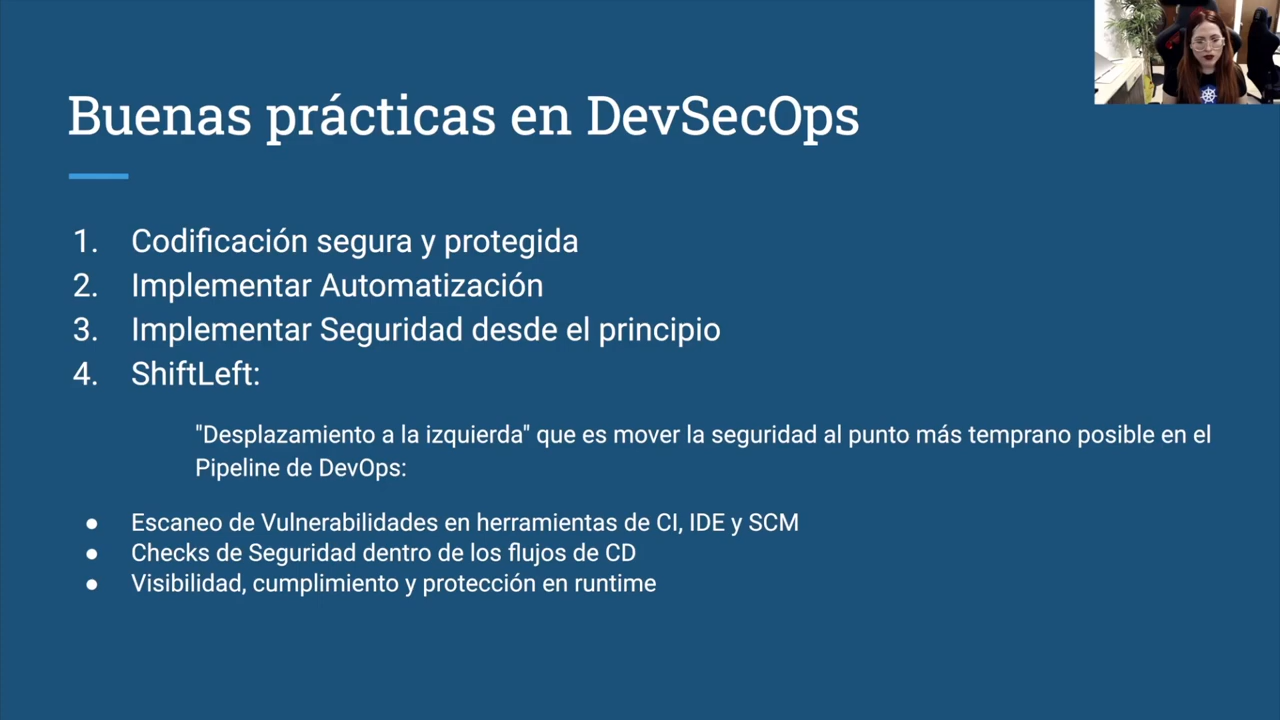 Buenas prácticas en DevSecOps
1. Codificación segura y protegida
2. Implementar Automatización
3. Implementar Seguridad desde el principio
4. ShiftLeft:
"Desplazamiento a la izquierda" que es mover la seguridad al punto más temprano posible en el
Pipeline de DevOps:
● Escaneo de Vulnerabilidades en herramientas de CI, IDE y SCM
● Checks de Seguridad dentro de los flujos de CD
● Visibilidad, cumplimiento y protección en runtime